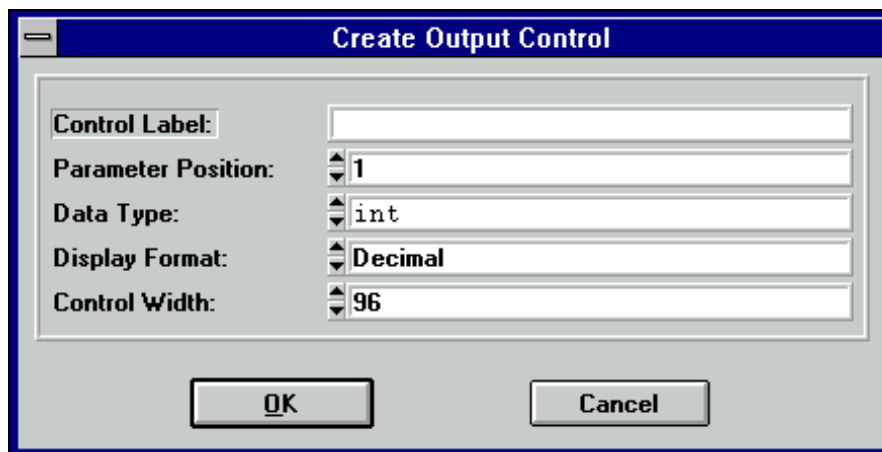 Create Output Control
Control Label:
Parameter Position: 1
Data Type: int
Display Format: Decimal
Control Width: 96
OK Cancel